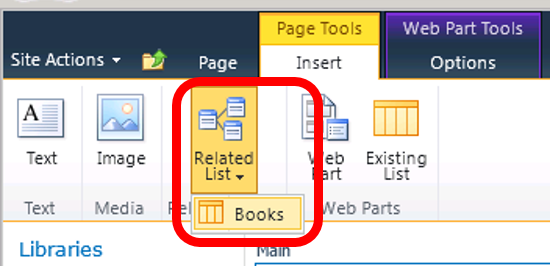 Page Tools
Web Part Tools
Site Actions
Page
Insert
Options
A
Text
Image
Related
List
Web
Part
Existing
List
Text
Media
Web Parts
Books
Libraries
Main